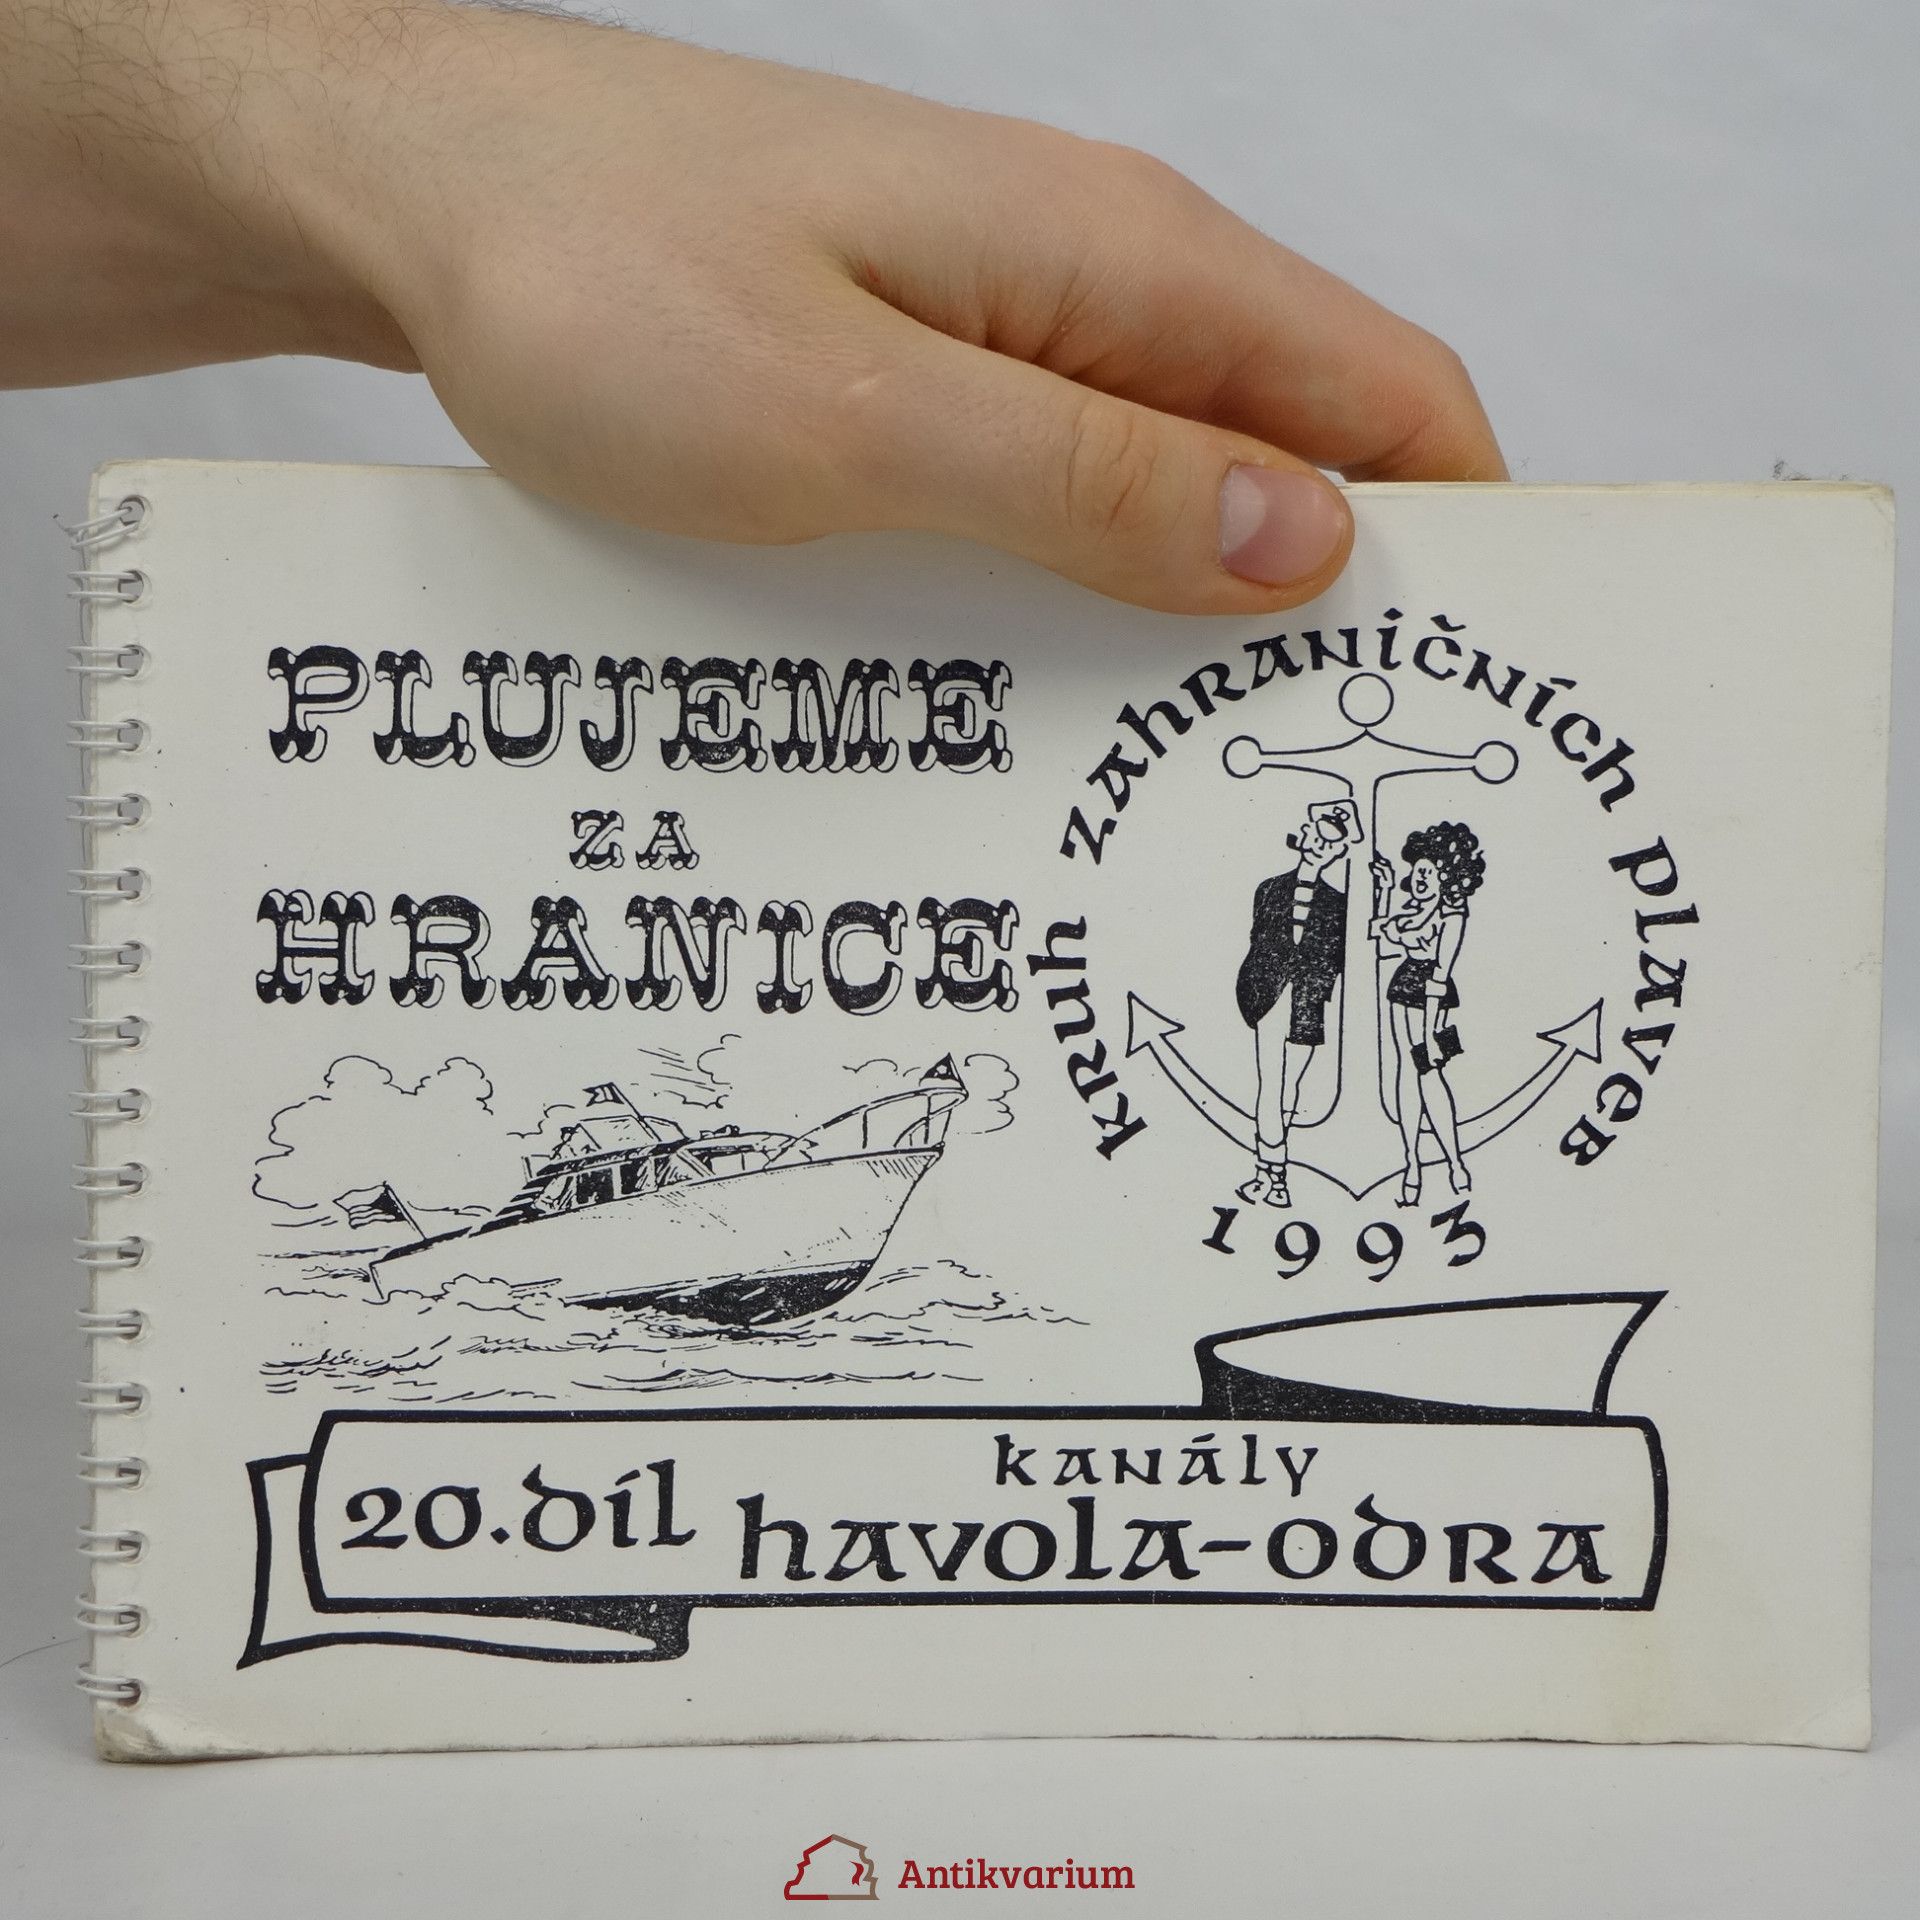 PLUJEME
ZA
HRANICE
kruh zahraničních plaveb
1993
20. díl
kanály
havola-odra
Antikvarium